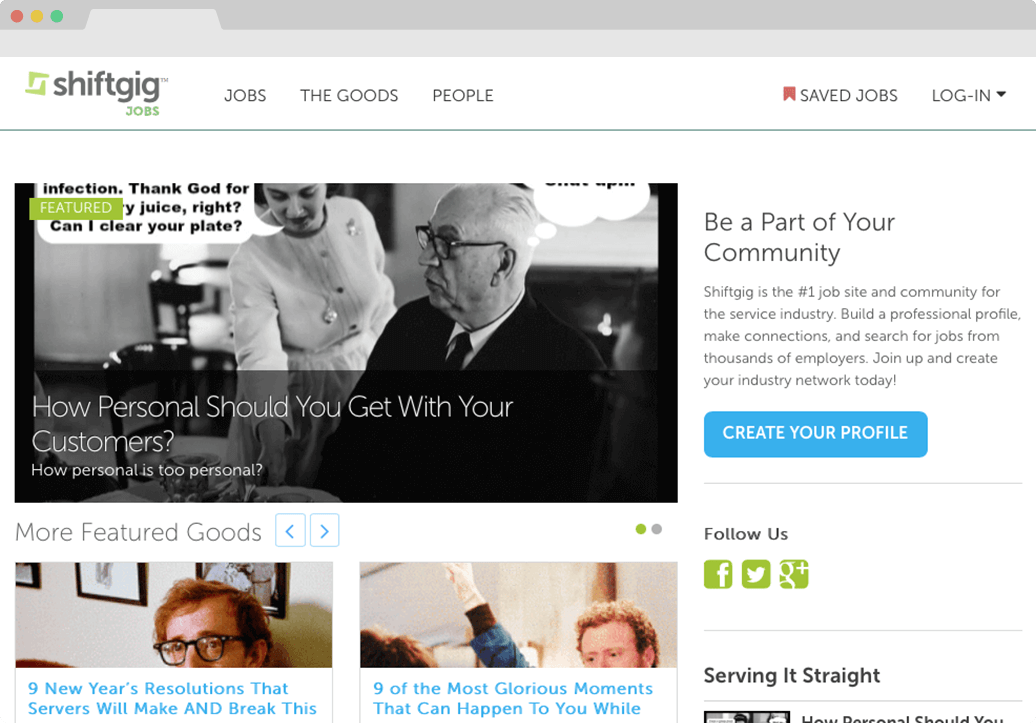 shiftgig™
JOBS
JOBS
THE GOODS
PEOPLE
SAVED JOBS
LOG-IN
infection. Thank God for
FEATURED
y juice, right?
Can I clear your plate?
Shut up...
How Personal Should You Get With Your
Customers?
How personal is too personal?
More Featured Goods
9 New Year's Resolutions That
Servers Will Make AND Break This
9 of the Most Glorious Moments
That Can Happen To You While
Be a Part of Your
Community
Shiftgig is the #1 job site and community for
the service industry. Build a professional profile,
make connections, and search for jobs from
thousands of employers. Join up and create
your industry network today!
CREATE YOUR PROFILE
Follow Us
Serving It Straight
How Personal Should You